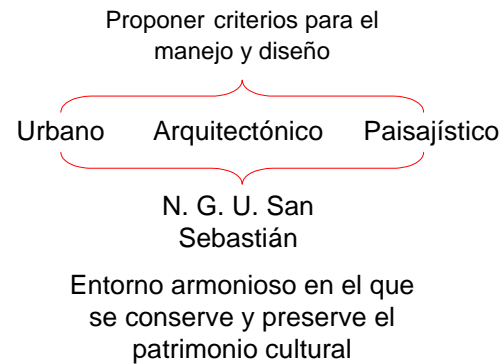 Proponer criterios para el
manejo y diseño
Urbano Arquitectónico Paisajístico
N. G. U. San
Sebastián
Entorno armonioso en el que
se conserve y preserve el
patrimonio cultural